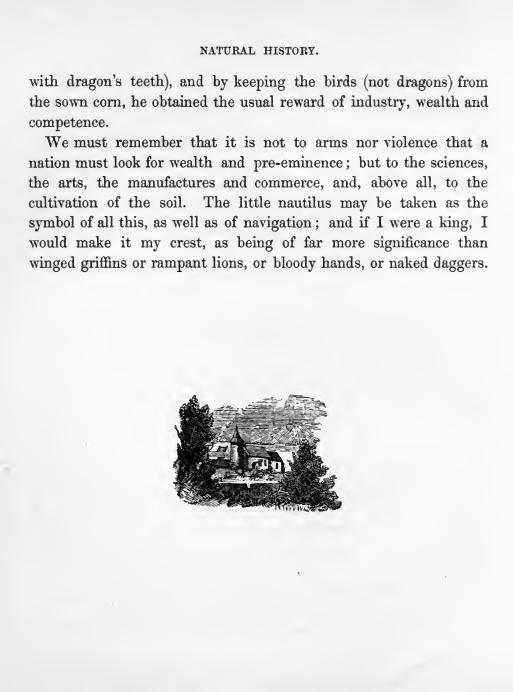 NATURAL HISTORY.
with dragon's teeth), and by keeping the birds (not dragons) from
the sown corn, he obtained the usual reward of industry, wealth and
competence.
We must remember that it is not to arms nor violence that a
nation must look for wealth and pre-eminence; but to the sciences,
the arts, the manufactures and commerce, and, above all, to the
cultivation of the soil. The little nautilus may be taken as the
symbol of all this, as well as of navigation; and if I were a king, I
would make it my crest, as being of far more significance than
winged griffins or rampant lions, or bloody hands, or naked daggers.